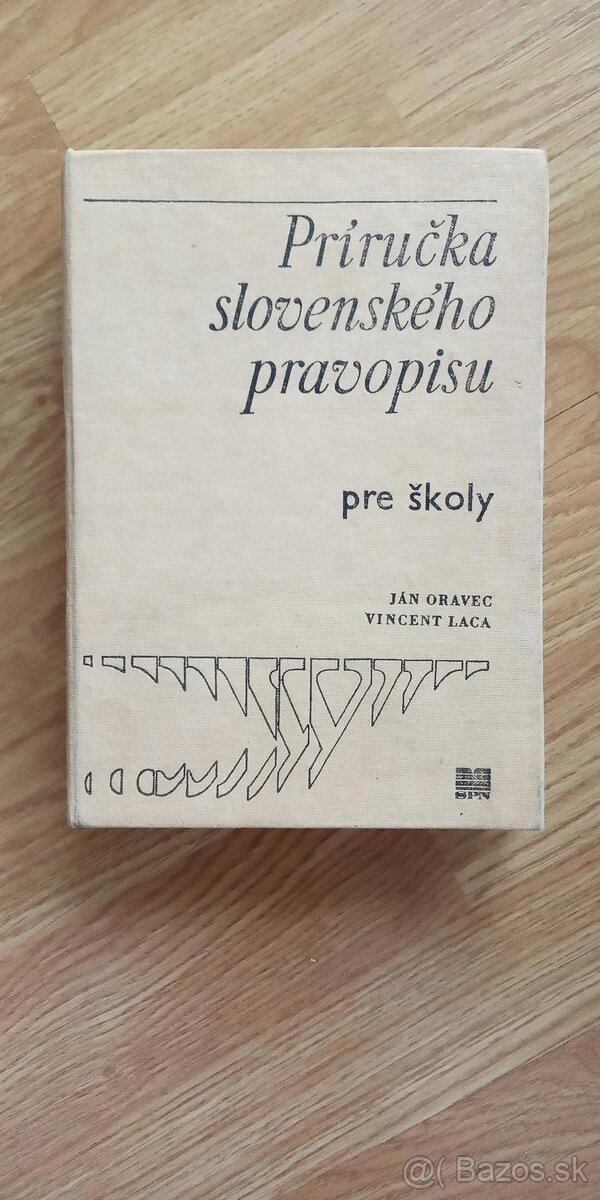 Príručka
slovenského
pravopisu
pre školy
JÁN ORAVEC
VINCENT LACA
SPN
@( Bazos.sk